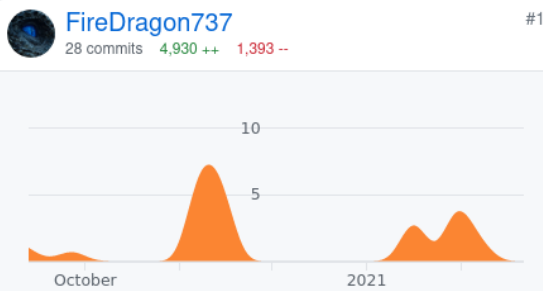 FireDragon737
#1
28 commits 4,930 ++ 1,393 --
10
5
October 2021